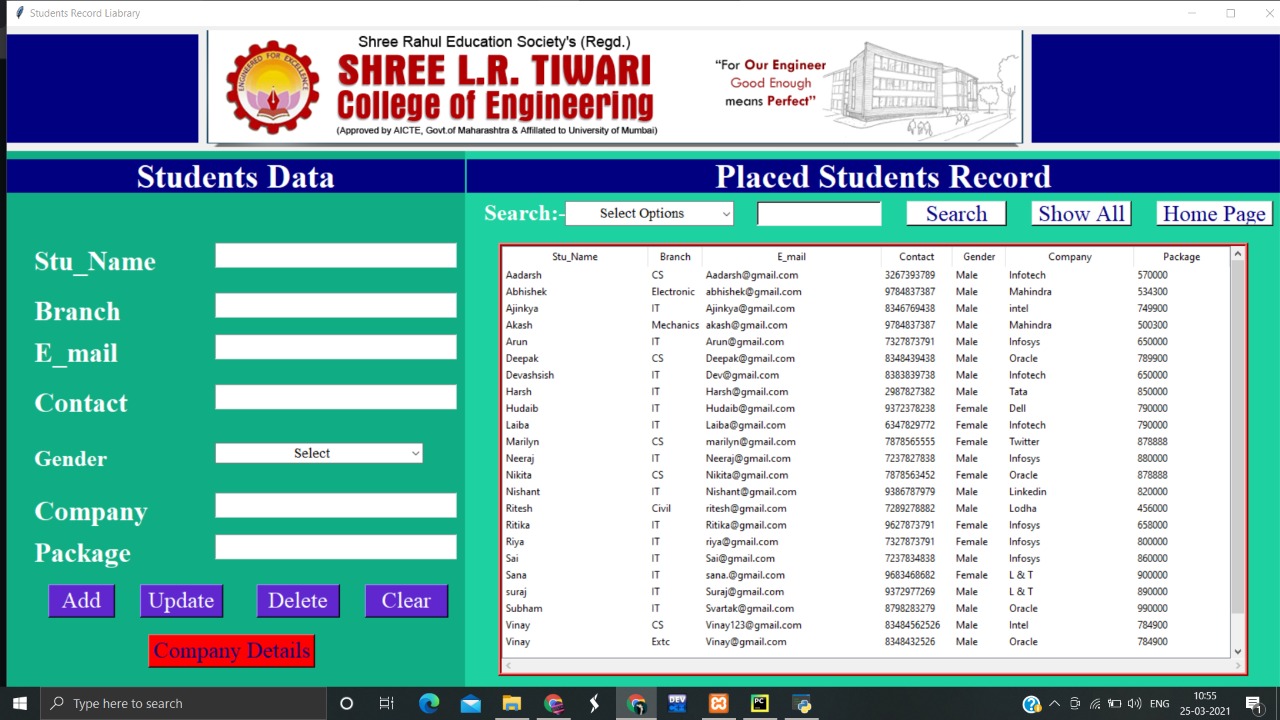 Students Record Liabrary
Shree Rahul Education Society's (Regd.)
SHREE L.R. TIWARI
College of Engineering
(Approved by AICTE, Govt.of Maharashtra & Affiliated to University of Mumbai)
ENGINEERED FOR EXCELLENCE
“For Our Engineer
Good Enough
means Perfect”
Students Data
Placed Students Record
Search:- Select Options Search Show All Home Page
Stu_Name
Branch
E_mail
Contact
Gender Select
Company
Package
Add Update Delete Clear
Company Details
Stu_Name Branch E_mail Contact Gender Company Package
Aadarsh CS Aadarsh@gmail.com 3267393789 Male Infotech 570000
Abhishek Electronic abhishek@gmail.com 9784837387 Male Mahindra 534300
Ajinkya IT Ajinkya@gmail.com 8346769438 Male intel 749900
Akash Mechanics akash@gmail.com 9784837387 Male Mahindra 500300
Arun IT Arun@gmail.com 7327873791 Male Infosys 650000
Deepak CS Deepak@gmail.com 8348439438 Male Oracle 789900
Devashsish IT Dev@gmail.com 8383839738 Male Infotech 650000
Harsh IT Harsh@gmail.com 2987827382 Male Tata 850000
Hudaib IT Hudaib@gmail.com 9372378238 Female Dell 790000
Laiba IT Laiba@gmail.com 6347829772 Female Infotech 790000
Marilyn CS marilyn@gmail.com 7878565555 Female Twitter 878888
Neeraj IT Neeraj@gmail.com 7237827838 Male Infosys 880000
Nikita CS Nikita@gmail.com 7878563452 Female Oracle 878888
Nishant IT Nishant@gmail.com 9386787979 Male Linkedin 820000
Ritesh Civil ritesh@gmail.com 7289278882 Male Lodha 456000
Ritika IT Ritika@gmail.com 9627873791 Female Infosys 658000
Riya IT riya@gmail.com 7327873791 Female Infosys 800000
Sai IT Sai@gmail.com 7237834838 Male Infosys 860000
Sana IT sana.@gmail.com 9683468682 Female L & T 900000
suraj IT Suraj@gmail.com 9372977269 Male L & T 890000
Subham IT Svartak@gmail.com 8798283279 Male Oracle 990000
Vinay CS Vinay123@gmail.com 83484562526 Male Intel 784900
Vinay Extc Vinay@gmail.com 8348432526 Male Oracle 784900
Type here to search
DEV
PC
ENG
10:55
25-03-2021
1